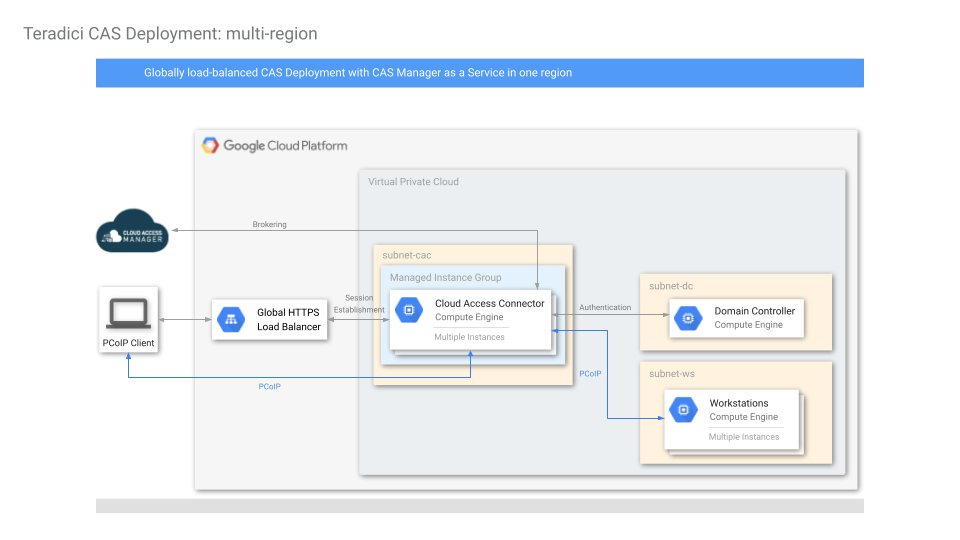 Teradici CAS Deployment: multi-region
Globally load-balanced CAS Deployment with CAS Manager as a Service in one region
Google Cloud Platform
Virtual Private Cloud
CLOUD ACCESS
MANAGER
Brokering
subnet-cac
Managed Instance Group
Session
Establishment
Cloud Access Connector
Compute Engine
Multiple Instances
Authentication
subnet-dc
Domain Controller
Compute Engine
Global HTTPS
Load Balancer
PCoIP Client
PCoIP
PCoIP
subnet-ws
Workstations
Compute Engine
Multiple Instances